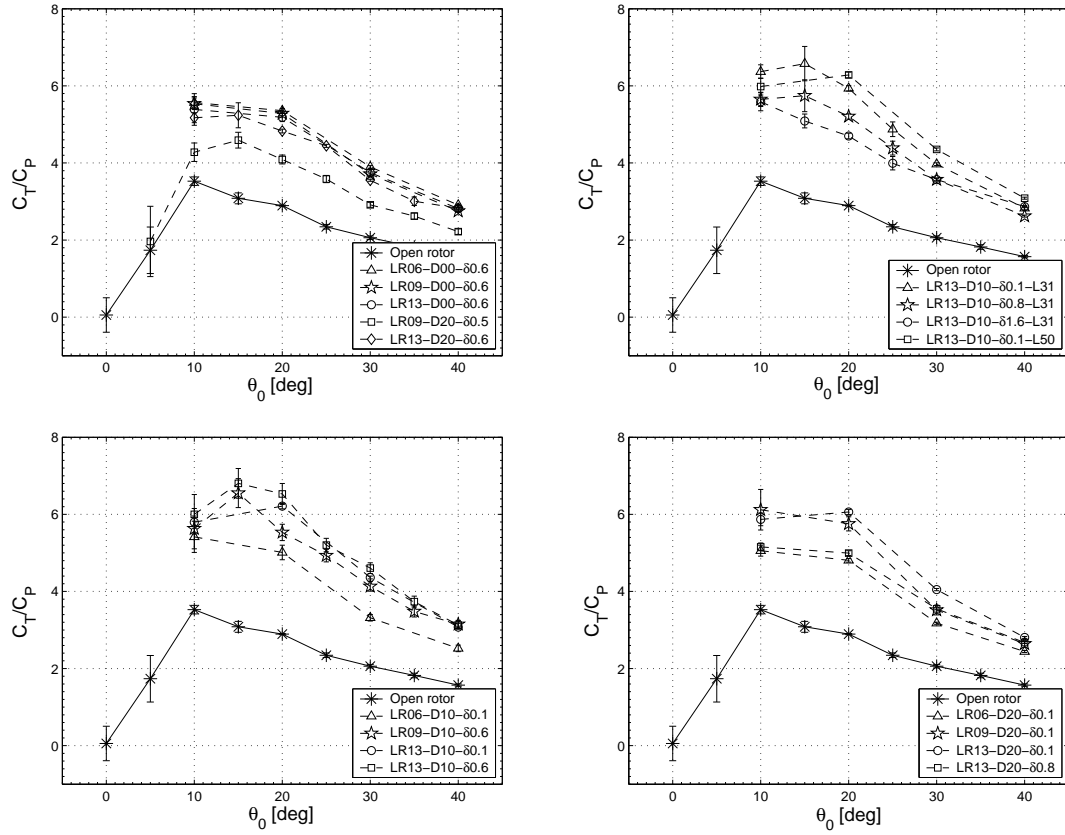 8
6
4
2
0
C_T/C_P
0 10 20 30 40
θ_0 [deg]
Open rotor
LR06−D00−δ0.6
LR09−D00−δ0.6
LR13−D00−δ0.6
LR09−D20−δ0.5
LR13−D20−δ0.6
8
6
4
2
0
C_T/C_P
0 10 20 30 40
θ_0 [deg]
Open rotor
LR13−D10−δ0.1−L31
LR13−D10−δ0.8−L31
LR13−D10−δ1.6−L31
LR13−D10−δ0.1−L50
8
6
4
2
0
C_T/C_P
0 10 20 30 40
θ_0 [deg]
Open rotor
LR06−D10−δ0.1
LR09−D10−δ0.6
LR13−D10−δ0.1
LR13−D10−δ0.6
8
6
4
2
0
C_T/C_P
0 10 20 30 40
θ_0 [deg]
Open rotor
LR06−D20−δ0.1
LR09−D20−δ0.1
LR13−D20−δ0.1
LR13−D20−δ0.8